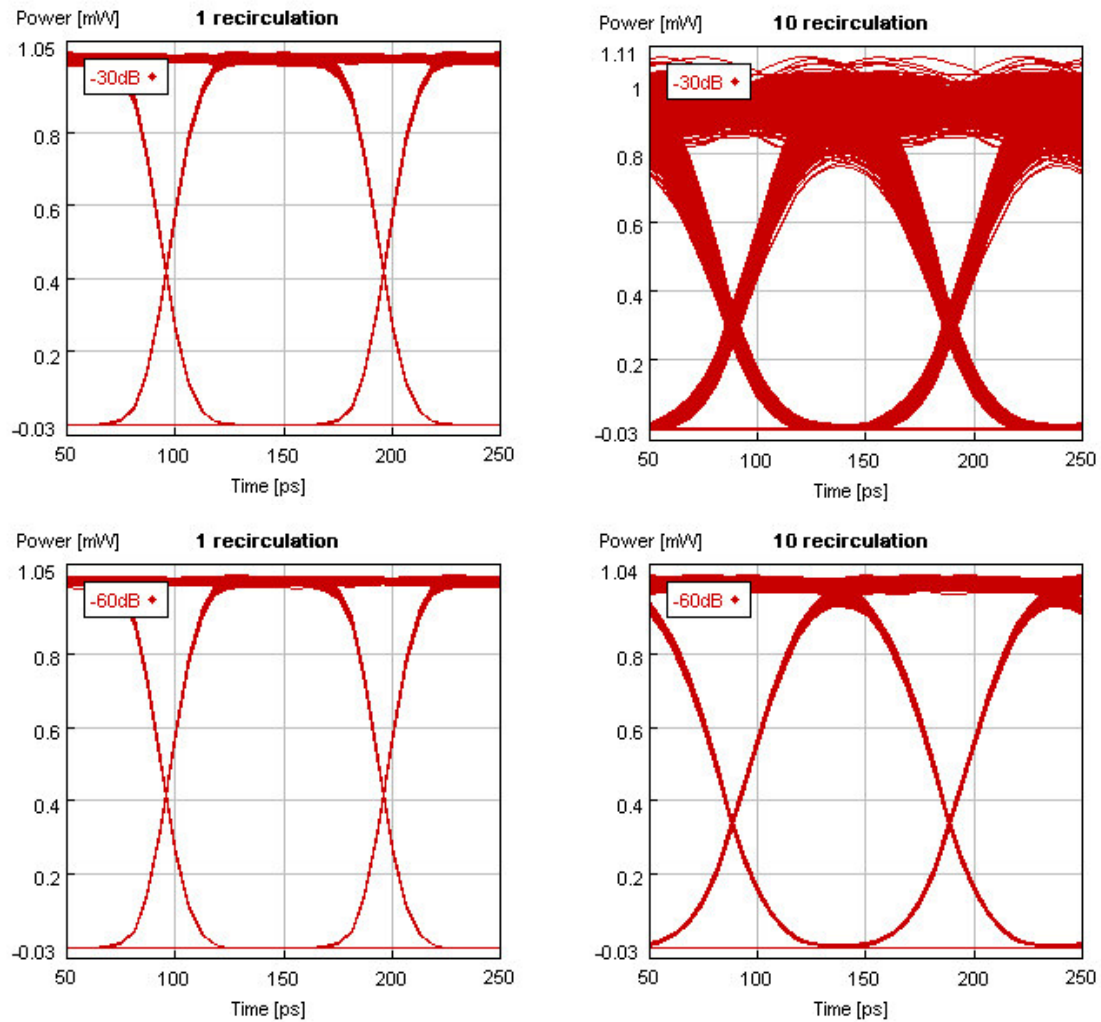 Power [mW] 1 recirculation
1.05
-30dB
0.8
0.6
0.4
0.2
-0.03
50 100 150 200 250
Time [ps]
Power [mW] 10 recirculation
1.11
1
-30dB
0.8
0.6
0.4
0.2
-0.03
50 100 150 200 250
Time [ps]
Power [mW] 1 recirculation
1.05
-60dB
0.8
0.6
0.4
0.2
-0.03
50 100 150 200 250
Time [ps]
Power [mW] 10 recirculation
1.04
-60dB
0.8
0.6
0.4
0.2
-0.03
50 100 150 200 250
Time [ps]